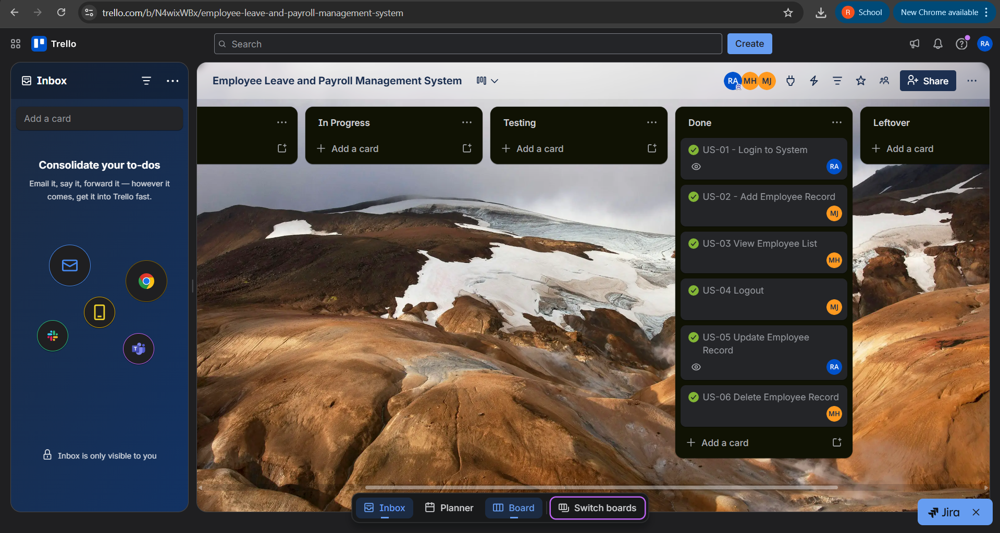 trello.com/b/N4wixWBx/employee-leave-and-payroll-management-system
R School
New Chrome available
Trello
Search
Create
RA
Inbox
Add a card
Consolidate your to-dos
Email it, say it, forward it — however it
comes, get it into Trello fast.
Inbox is only visible to you
Employee Leave and Payroll Management System
RA MH MJ
Share
In Progress
Add a card
Testing
Add a card
Done
US-01 - Login to System
RA
US-02 - Add Employee Record
MJ
US-03 View Employee List
MH
US-04 Logout
MJ
US-05 Update Employee
Record
RA
US-06 Delete Employee Record
MH
Add a card
Leftover
Add a card
Inbox
Planner
Board
Switch boards
Jira